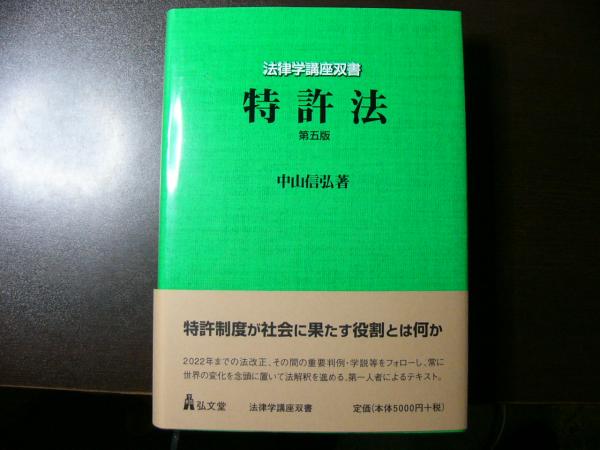 法律学講座双書
特許法
第五版
中山信弘著
特許制度が社会に果たす役割とは何か
2022年までの法改正、その間の重要判例・学説等をフォローし、常に
世界の変化を念頭に置いて法解釈を進める、第一人者によるテキスト。
弘文堂 法律学講座双書 定価(本体5000円+税)